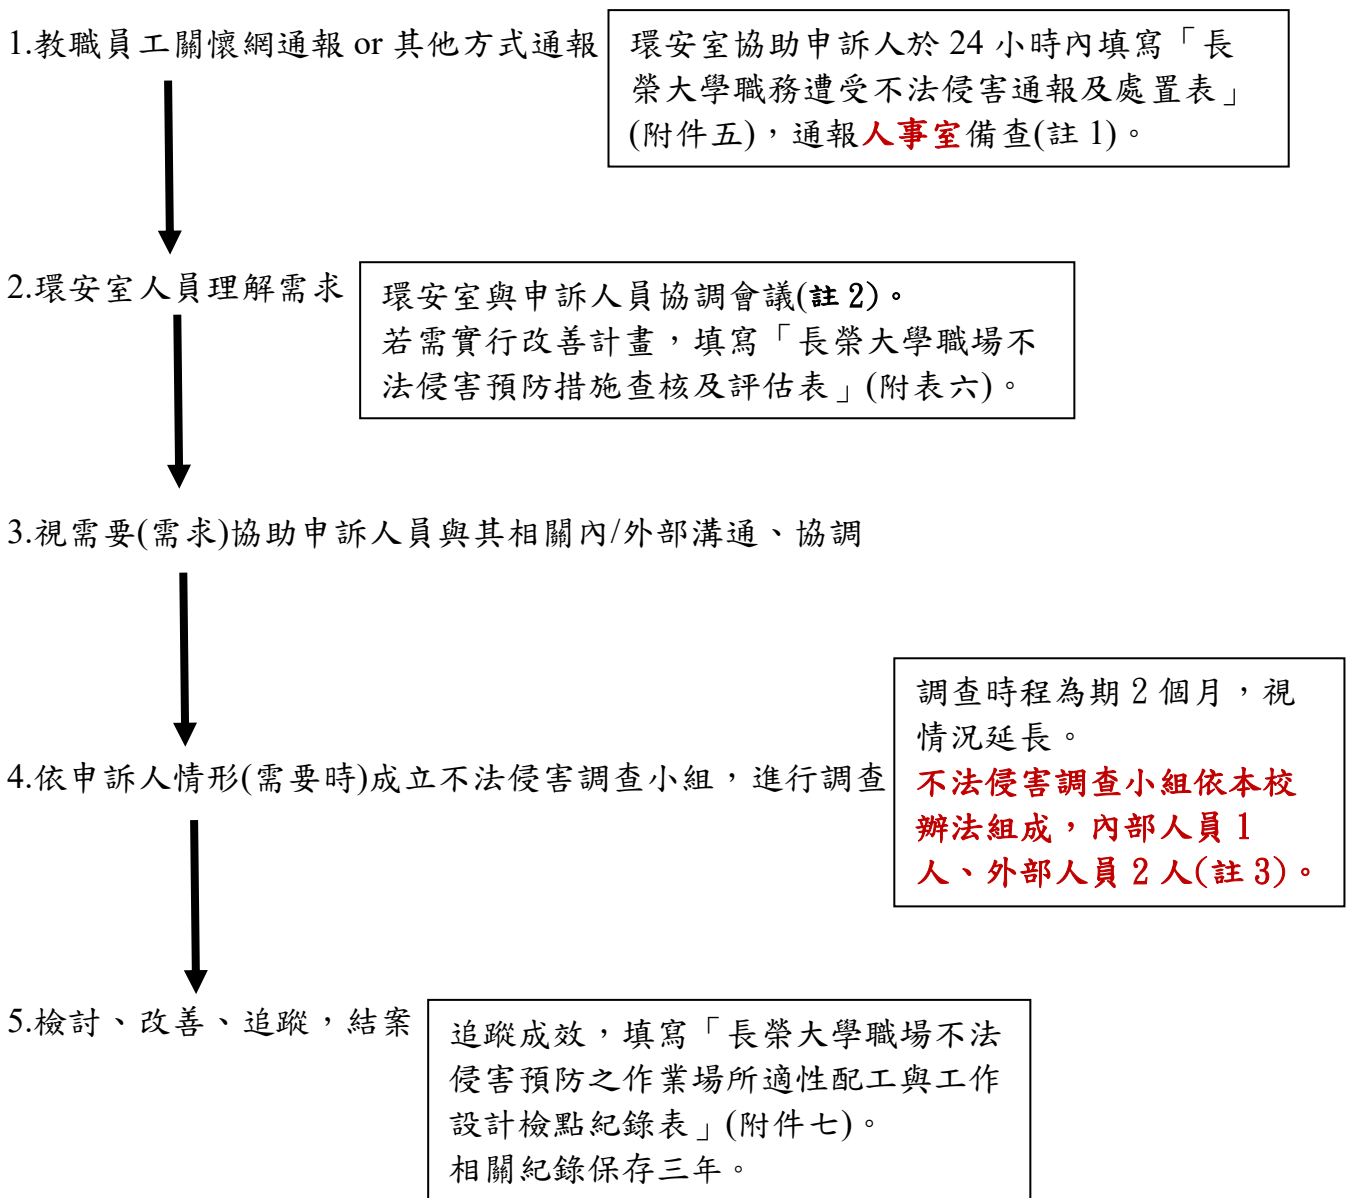 1.教職員工關懷網通報 or 其他方式通報
環安室協助申訴人於 24 小時內填寫「長
榮大學職務遭受不法侵害通報及處置表」
(附件五)，通報人事室備查(註 1)。
2.環安室人員理解需求
環安室與申訴人員協調會議(註 2)。
若需實行改善計畫，填寫「長榮大學職場不
法侵害預防措施查核及評估表」(附表六)。
3.視需要(需求)協助申訴人員與其相關內/外部溝通、協調
4.依申訴人情形(需要時)成立不法侵害調查小組，進行調查
調查時程為期 2 個月，視
情況延長。
不法侵害調查小組依本校
辦法組成，內部人員 1
人、外部人員 2 人(註 3)。
5.檢討、改善、追蹤，結案
追蹤成效，填寫「長榮大學職場不法
侵害預防之作業場所適性配工與工作
設計檢點紀錄表」(附件七)。
相關紀錄保存三年。